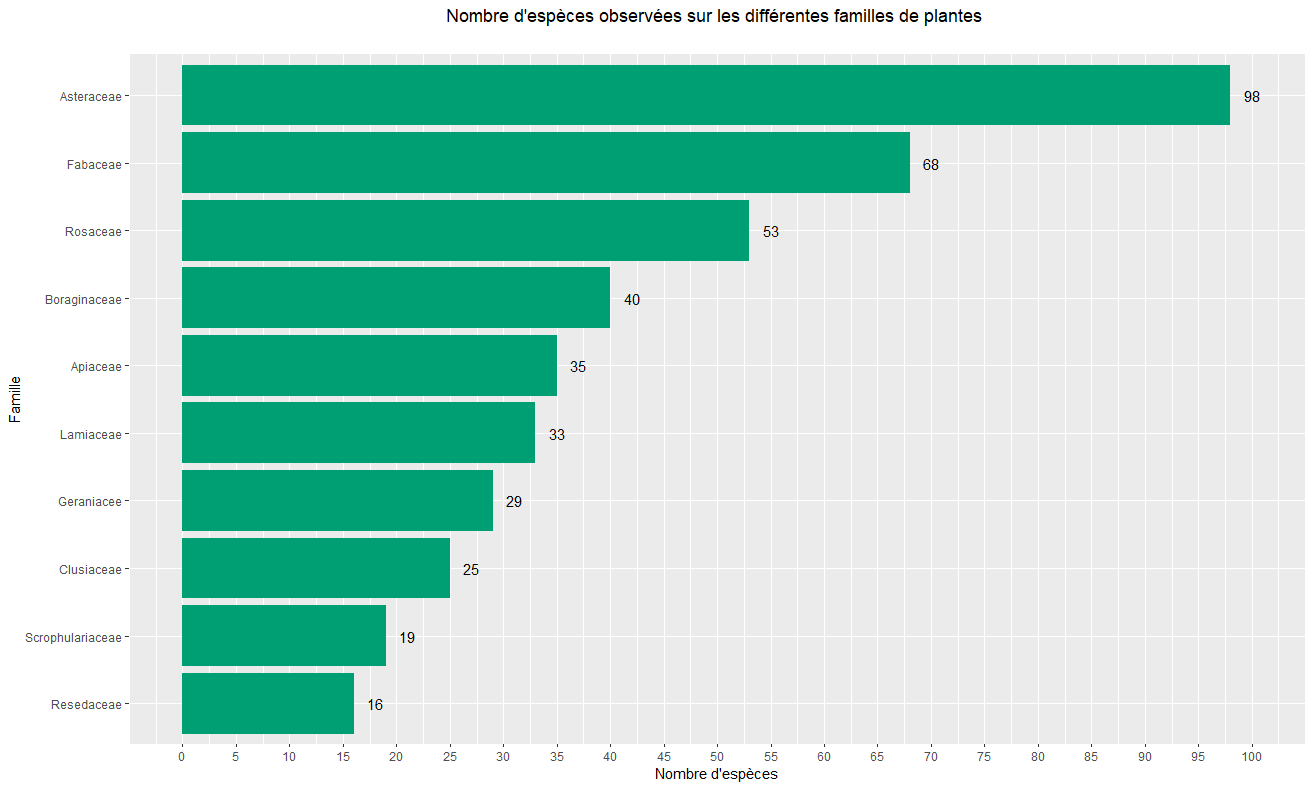 Nombre d'espèces observées sur les différentes familles de plantes
Famille
Asteraceae 98
Fabaceae 68
Rosaceae 53
Boraginaceae 40
Apiaceae 35
Lamiaceae 33
Geraniacee 29
Clusiaceae 25
Scrophulariaceae 19
Resedaceae 16
0 5 10 15 20 25 30 35 40 45 50 55 60 65 70 75 80 85 90 95 100
Nombre d'espèces